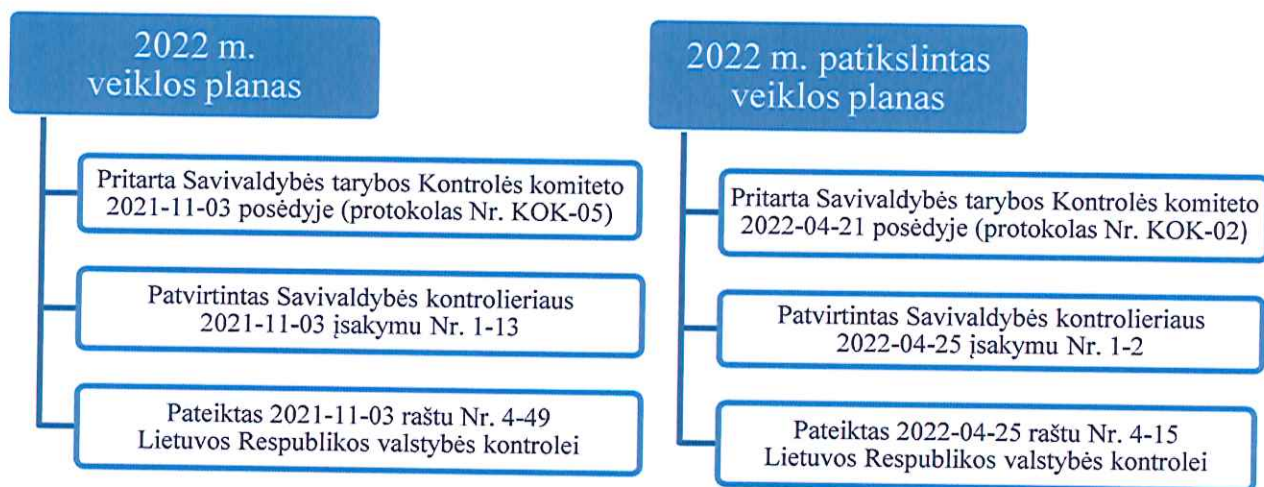 2022 m.
veiklos planas
Pritarta Savivaldybės tarybos Kontrolės komiteto
2021-11-03 posėdyje (protokolas Nr. KOK-05)
Patvirtintas Savivaldybės kontrolieriaus
2021-11-03 įsakymu Nr. 1-13
Pateiktas 2021-11-03 raštu Nr. 4-49
Lietuvos Respublikos valstybės kontrolei
2022 m. patikslintas
veiklos planas
Pritarta Savivaldybės tarybos Kontrolės komiteto
2022-04-21 posėdyje (protokolas Nr. KOK-02)
Patvirtintas Savivaldybės kontrolieriaus
2022-04-25 įsakymu Nr. 1-2
Pateiktas 2022-04-25 raštu Nr. 4-15
Lietuvos Respublikos valstybės kontrolei